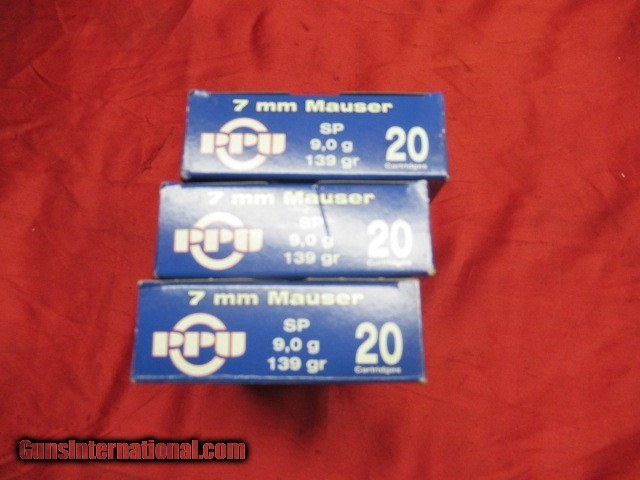 7 mm Mauser
PPU
SP
9,0 g
139 gr
20
Cartridges
7 mm Mauser
PPU
SP
9,0 g
139 gr
20
Cartridges
7 mm Mauser
PPU
SP
9,0 g
139 gr
20
Cartridges
GunsInternational.com